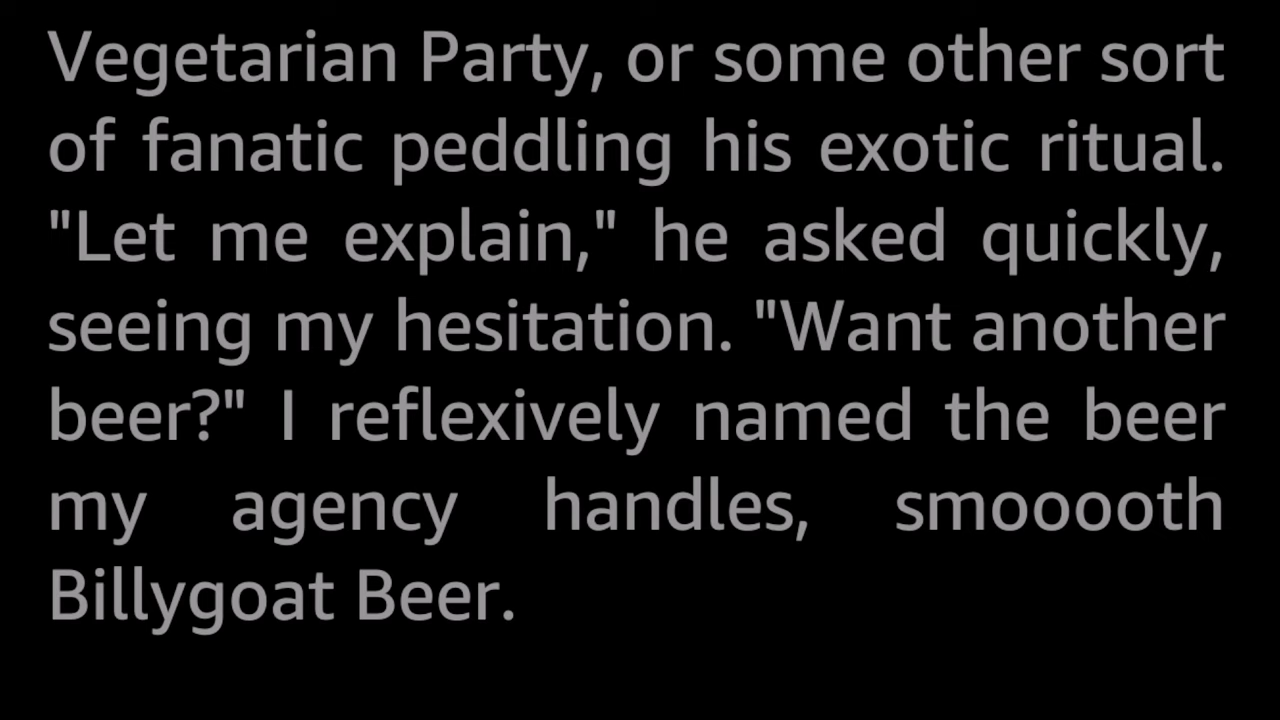 Vegetarian Party, or some other sort
of fanatic peddling his exotic ritual.
"Let me explain," he asked quickly,
seeing my hesitation. "Want another
beer?" I reflexively named the beer
my agency handles, smooooth
Billygoat Beer.